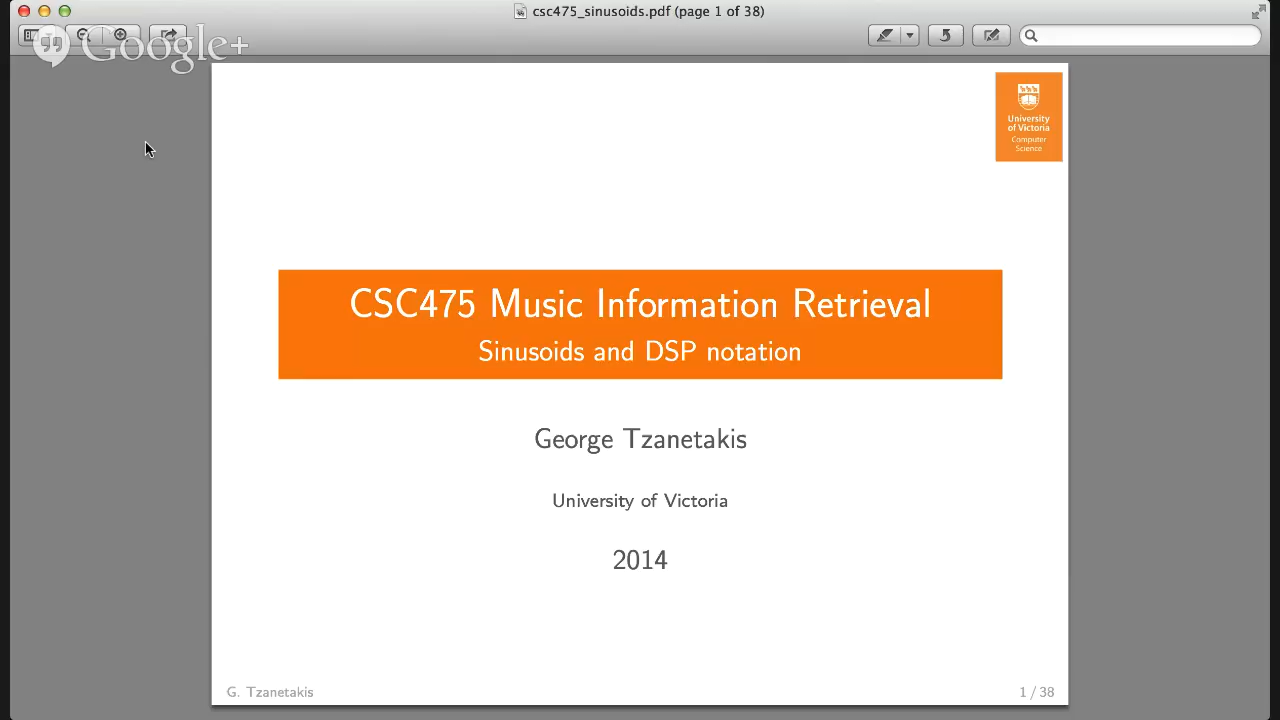 csc475_sinusoids.pdf (page 1 of 38)
Google+
University
of Victoria
Computer
Science
CSC475 Music Information Retrieval
Sinusoids and DSP notation
George Tzanetakis
University of Victoria
2014
G. Tzanetakis
1 / 38